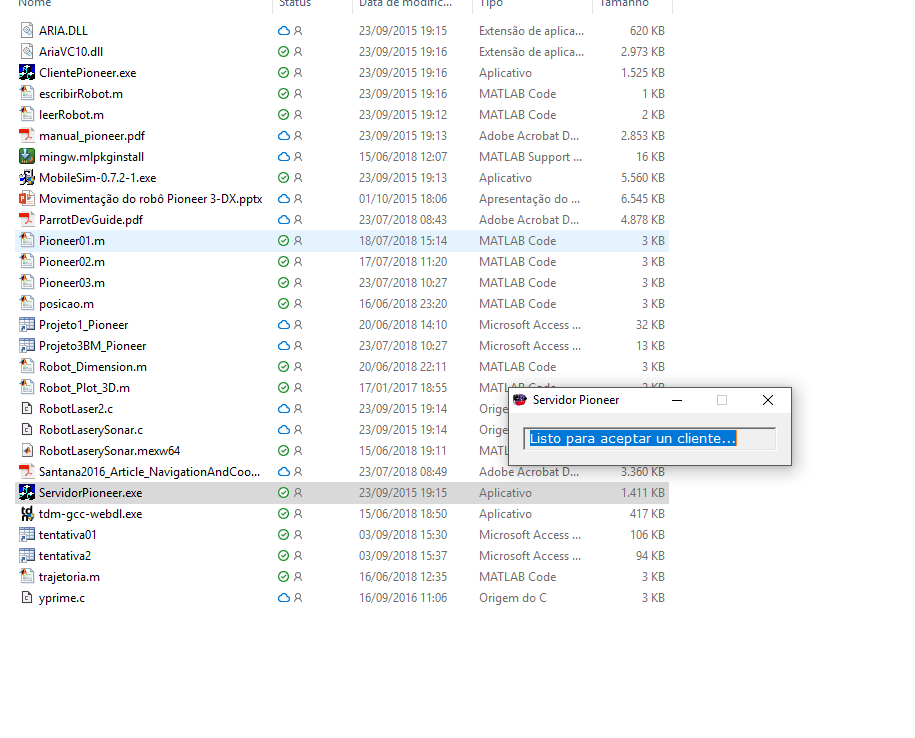 Nome Status Data de modific... Tipo Tamanho
ARIA.DLL 23/09/2015 19:15 Extensão de aplica... 620 KB
AriaVC10.dll 23/09/2015 19:16 Extensão de aplica... 2.973 KB
ClientePioneer.exe 23/09/2015 19:16 Aplicativo 1.525 KB
escribirRobot.m 23/09/2015 19:16 MATLAB Code 1 KB
leerRobot.m 23/09/2015 19:12 MATLAB Code 2 KB
manual_pioneer.pdf 23/09/2015 19:13 Adobe Acrobat D... 2.853 KB
mingw.mlpkginstall 15/06/2018 12:07 MATLAB Support ... 16 KB
MobileSim-0.7.2-1.exe 23/09/2015 19:13 Aplicativo 5.560 KB
Movimentação do robô Pioneer 3-DX.pptx 01/10/2015 18:06 Apresentação do ... 6.545 KB
ParrotDevGuide.pdf 23/07/2018 08:43 Adobe Acrobat D... 4.878 KB
Pioneer01.m 18/07/2018 15:14 MATLAB Code 3 KB
Pioneer02.m 17/07/2018 11:20 MATLAB Code 3 KB
Pioneer03.m 23/07/2018 10:27 MATLAB Code 3 KB
posicao.m 16/06/2018 23:20 MATLAB Code 3 KB
Projeto1_Pioneer 20/06/2018 14:10 Microsoft Access ... 32 KB
Projeto3BM_Pioneer 23/07/2018 10:27 Microsoft Access ... 13 KB
Robot_Dimension.m 20/06/2018 22:11 MATLAB Code 3 KB
Robot_Plot_3D.m 17/01/2017 18:55 MATLAB Code 2 KB
RobotLaser2.c 23/09/2015 19:14 Orige
Servidor Pioneer
RobotLaserySonar.c 23/09/2015 19:14 Orige
Listo para aceptar un cliente...
RobotLaserySonar.mexw64 15/06/2018 19:11 MATL
Santana2016_Article_NavigationAndCoo... 23/07/2018 08:49 Adobe Acrobat D... 3.360 KB
ServidorPioneer.exe 23/09/2015 19:15 Aplicativo 1.411 KB
tdm-gcc-webdl.exe 15/06/2018 18:50 Aplicativo 417 KB
tentativa01 03/09/2018 15:30 Microsoft Access ... 106 KB
tentativa2 03/09/2018 15:37 Microsoft Access ... 94 KB
trajetoria.m 16/06/2018 12:35 MATLAB Code 3 KB
yprime.c 16/09/2016 11:06 Origem do C 3 KB